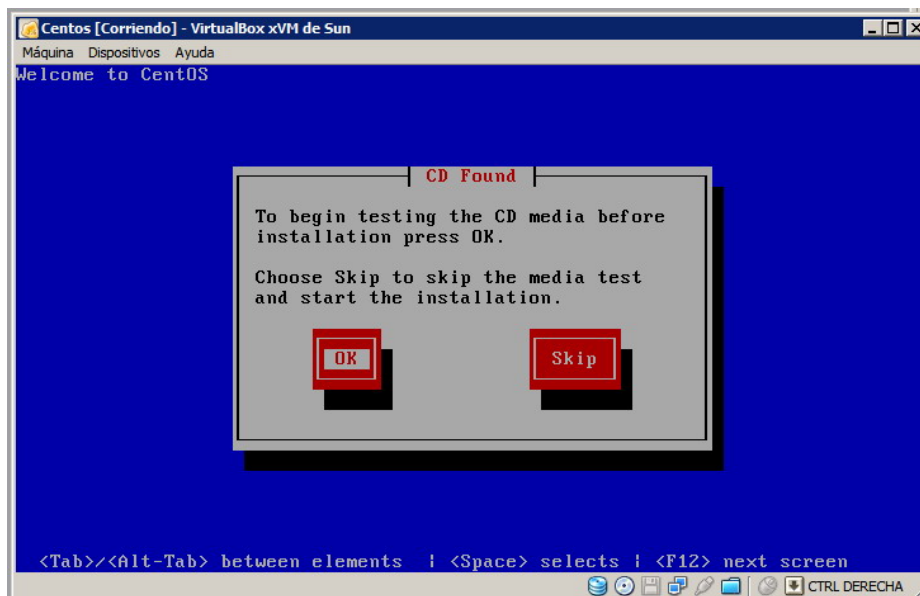 Centos [Corriendo] - VirtualBox xVM de Sun
Máquina Dispositivos Ayuda
Welcome to CentOS
CD Found
To begin testing the CD media before
installation press OK.
Choose Skip to skip the media test
and start the installation.
OK Skip
<Tab>/<Alt-Tab> between elements | <Space> selects | <F12> next screen
CTRL DERECHA